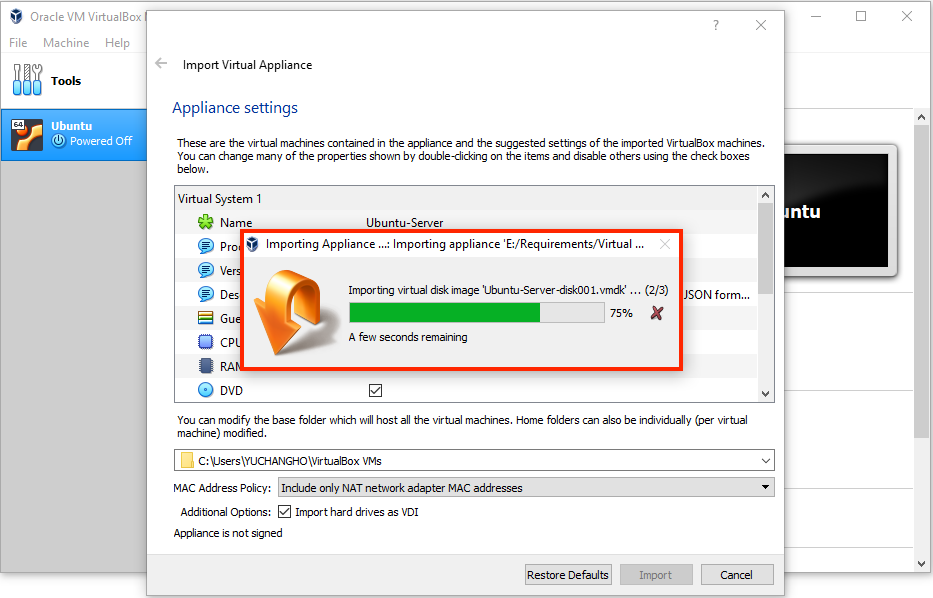 Oracle VM VirtualBox
?
File Machine Help
Import Virtual Appliance
Tools
Appliance settings
64
Ubuntu
Powered Off
These are the virtual machines contained in the appliance and the suggested settings of the imported VirtualBox machines.
You can change many of the properties shown by double-clicking on the items and disable others using the check boxes
below.
Virtual System 1
Name Ubuntu-Server
Importing Appliance ...: Importing appliance 'E:/Requirements/Virtual ...
Importing virtual disk image 'Ubuntu-Server-disk001.vmdk' ... (2/3)
75%
A few seconds remaining
JSON form...
CPU
RAM
DVD
You can modify the base folder which will host all the virtual machines. Home folders can also be individually (per virtual
machine) modified.
C:\Users\YUCHANGHO\VirtualBox VMs
MAC Address Policy: Include only NAT network adapter MAC addresses
Additional Options: Import hard drives as VDI
Appliance is not signed
Restore Defaults Import Cancel